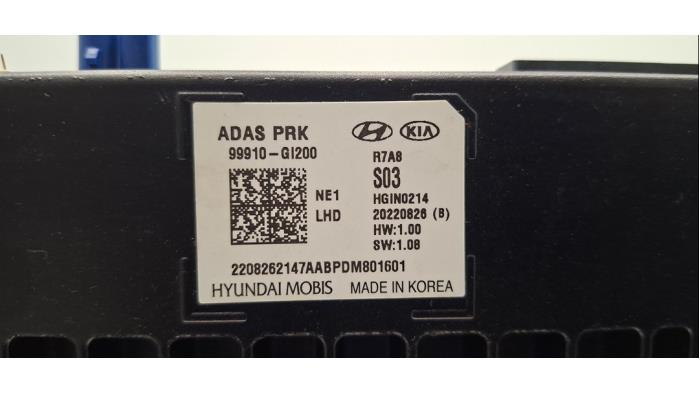 ADAS PRK
99910-GI200
NE1
LHD
KIA
R7A8
S03
HGIN0214
20220826 (B)
HW:1.00
SW:1.08
2208262147AABPDM801601
HYUNDAI MOBIS MADE IN KOREA